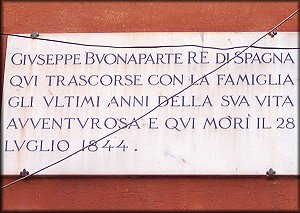 GIVSEPPE BVONAPARTE RE DI SPAGNA
QVI TRASCORSE CON LA FAMIGLIA
GLI VLTIMI ANNI DELLA SVA VITA
AVVENTVROSA E QVI MORÌ IL 28
LVGLIO 1844.